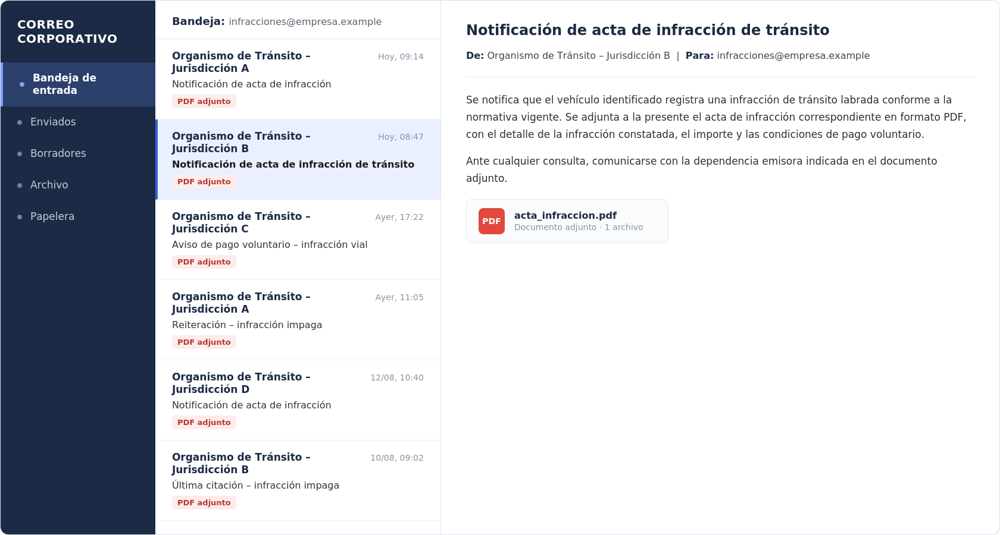 CORREO
CORPORATIVO
Bandeja de
entrada
Enviados
Borradores
Archivo
Papelera
Bandeja: infracciones@empresa.example
Organismo de Tránsito –
Jurisdicción A
Hoy, 09:14
Notificación de acta de infracción
PDF adjunto
Organismo de Tránsito –
Jurisdicción B
Hoy, 08:47
Notificación de acta de infracción de tránsito
PDF adjunto
Organismo de Tránsito –
Jurisdicción C
Ayer, 17:22
Aviso de pago voluntario – infracción vial
PDF adjunto
Organismo de Tránsito –
Jurisdicción A
Ayer, 11:05
Reiteración – infracción impaga
PDF adjunto
Organismo de Tránsito –
Jurisdicción D
12/08, 10:40
Notificación de acta de infracción
PDF adjunto
Organismo de Tránsito –
Jurisdicción B
10/08, 09:02
Última citación – infracción impaga
PDF adjunto
Notificación de acta de infracción de tránsito
De: Organismo de Tránsito – Jurisdicción B | Para: infracciones@empresa.example
Se notifica que el vehículo identificado registra una infracción de tránsito labrada conforme a la
normativa vigente. Se adjunta a la presente el acta de infracción correspondiente en formato PDF,
con el detalle de la infracción constatada, el importe y las condiciones de pago voluntario.
Ante cualquier consulta, comunicarse con la dependencia emisora indicada en el documento
adjunto.
PDF
acta_infraccion.pdf
Documento adjunto · 1 archivo